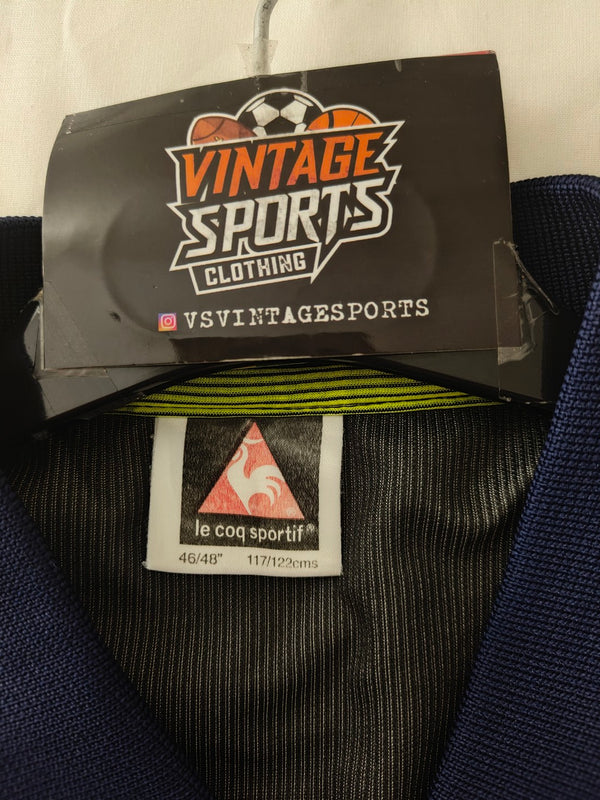 VINTAGE
SPORTS
CLOTHING
VSVINTAGESPORTS
le coq sportif®
46/48" 117/122cms